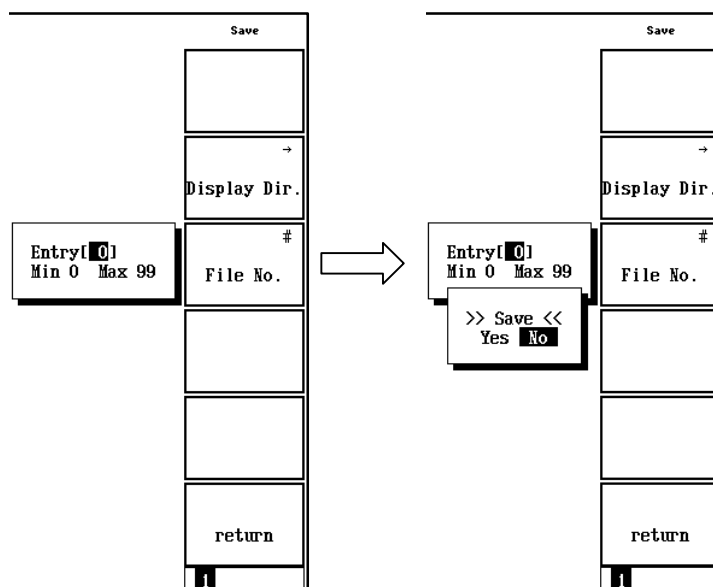 Save
→
Display Dir.
#
File No.
Entry[ 0]
Min 0 Max 99
return
1
Save
→
Display Dir.
#
File No.
Entry[ 0]
Min 0 Max 99
>> Save <<
Yes No
return
1